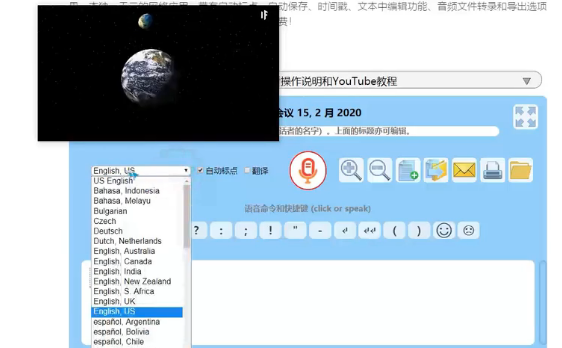 本独、无云的网络应用，带有自动标点、自动保存、时间戳、文本中编辑功能、音频文件转录和导出选项
费！
操作说明和YouTube教程
会议 15, 2 月 2020
话者的名字）。上面的标题亦可编辑。
English, US
自动标点
翻译
语音命令和快捷键 (click or speak)
? : ; ! " - ( )
US English
Bahasa, Indonesia
Bahasa, Melayu
Bulgarian
Czech
Deutsch
Dutch, Netherlands
English, Australia
English, Canada
English, India
English, New Zealand
English, S. Africa
English, UK
English, US
español, Argentina
español, Bolivia
español, Chile